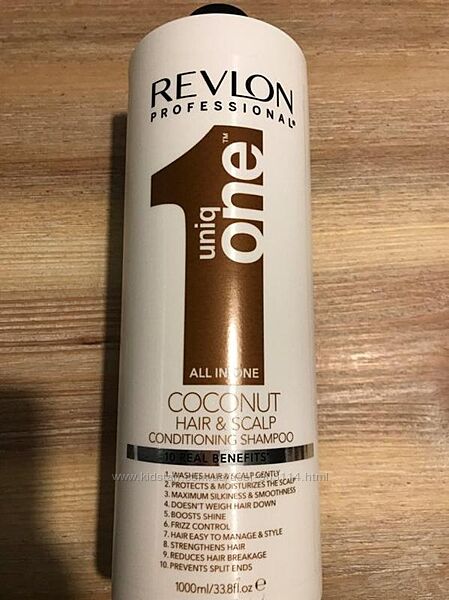 REVLON
PROFESSIONAL®
uniq
one™
ALL IN ONE
COCONUT
HAIR & SCALP
CONDITIONING SHAMPOO
10 REAL BENEFITS
1. WASHES HAIR & SCALP GENTLY
2. PROTECTS & MOISTURIZES THE SCALP
3. MAXIMUM SILKINESS & SMOOTHNESS
4. DOESN'T WEIGH HAIR DOWN
5. BOOSTS SHINE
6. FRIZZ CONTROL
7. HAIR EASY TO MANAGE & STYLE
8. STRENGTHENS HAIR
9. REDUCES HAIR BREAKAGE
10. PREVENTS SPLIT ENDS
1000ml/33.8fl.oz ℮